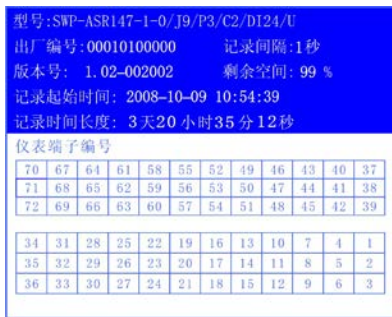 型号:SWP-ASR147-1-0/J9/P3/C2/DI24/U
出厂编号:00010100000 记录间隔:1秒
版本号: 1.02-002002 剩余空间: 99 %
记录起始时间: 2008-10-09 10:54:39
记录时间长度: 3天20小时35分12秒
仪表端子编号
70 67 64 61 58 55 52 49 46 43 40 37
71 68 65 62 59 56 53 50 47 44 41 38
72 69 66 63 60 57 54 51 48 45 42 39
34 31 28 25 22 19 16 13 10 7 4 1
35 32 29 26 23 20 17 14 11 8 5 2
36 33 30 27 24 21 18 15 12 9 6 3